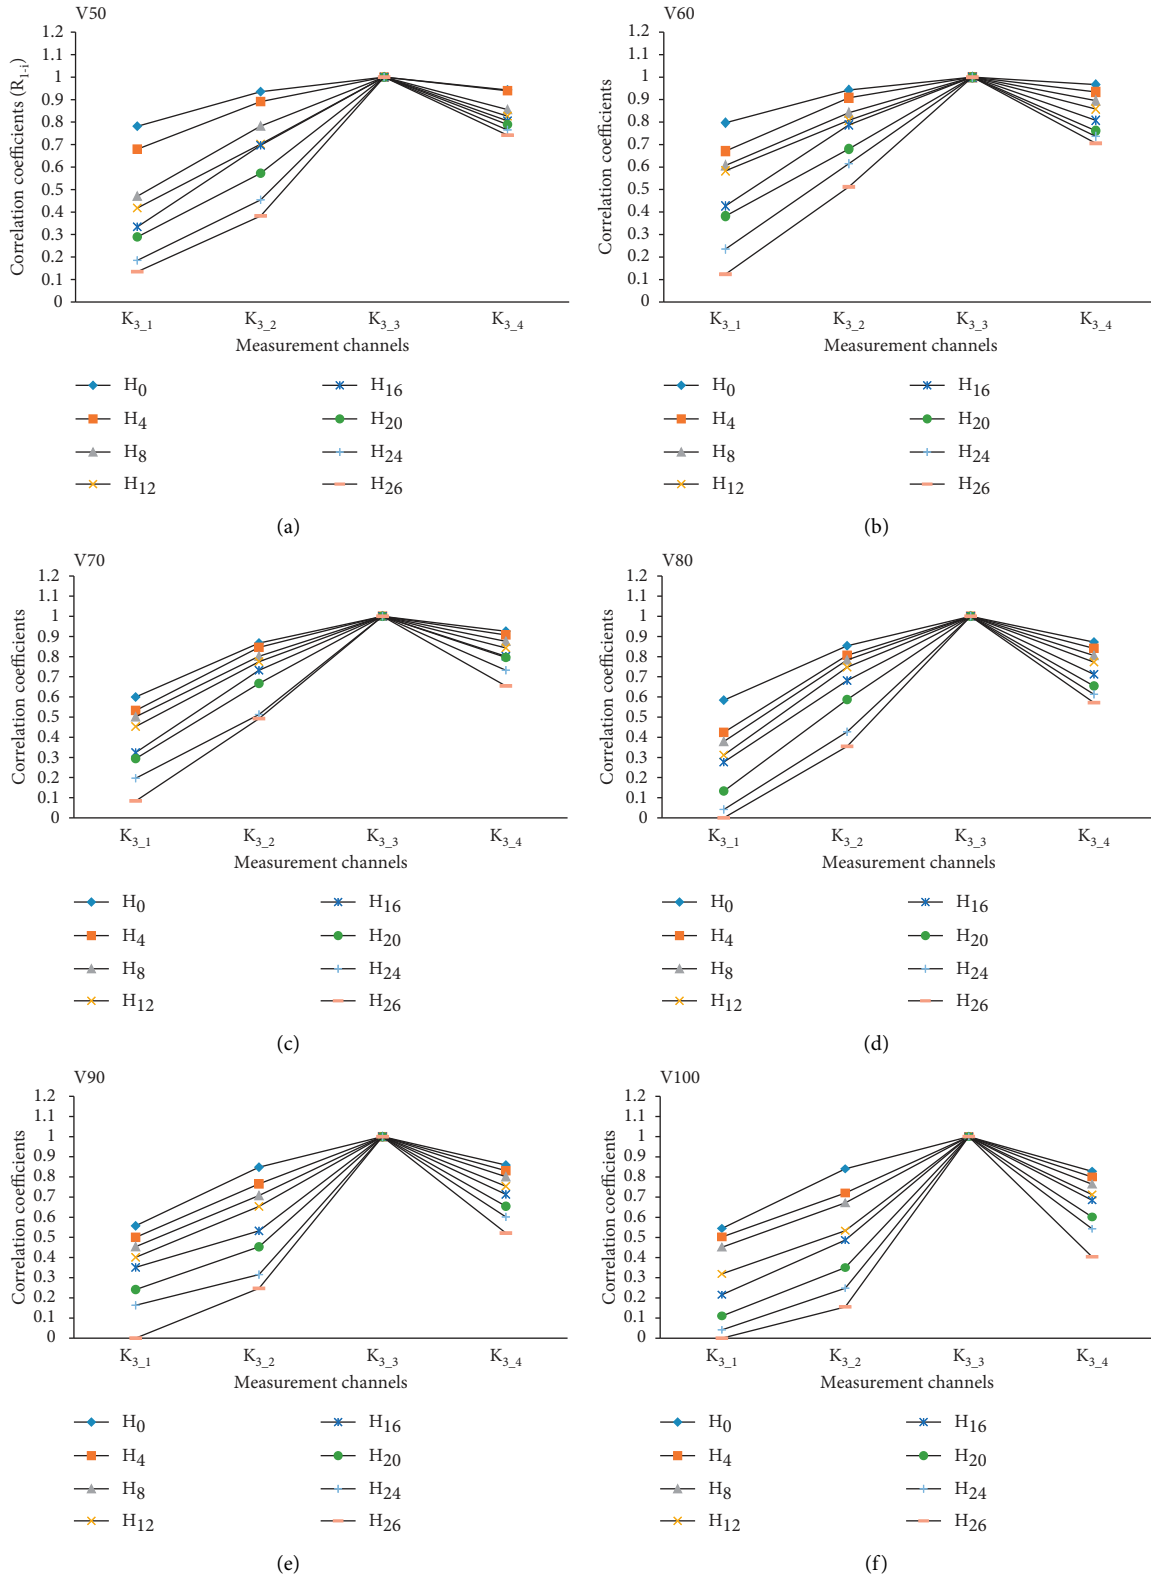 V50
Correlation coefficients (R1-i)
1.2
1.1
1
0.9
0.8
0.7
0.6
0.5
0.4
0.3
0.2
0.1
0
K3_1 K3_2 K3_3 K3_4
Measurement channels
H0 H16
H4 H20
H8 H24
H12 H26
(a)
V60
Correlation coefficients
1.2
1.1
1
0.9
0.8
0.7
0.6
0.5
0.4
0.3
0.2
0.1
0
K3_1 K3_2 K3_3 K3_4
Measurement channels
H0 H16
H4 H20
H8 H24
H12 H26
(b)
V70
Correlation coefficients
1.2
1.1
1
0.9
0.8
0.7
0.6
0.5
0.4
0.3
0.2
0.1
0
K3_1 K3_2 K3_3 K3_4
Measurement channels
H0 H16
H4 H20
H8 H24
H12 H26
(c)
V80
Correlation coefficients
1.2
1.1
1
0.9
0.8
0.7
0.6
0.5
0.4
0.3
0.2
0.1
0
K3_1 K3_2 K3_3 K3_4
Measurement channels
H0 H16
H4 H20
H8 H24
H12 H26
(d)
V90
Correlation coefficients
1.2
1.1
1
0.9
0.8
0.7
0.6
0.5
0.4
0.3
0.2
0.1
0
K3_1 K3_2 K3_3 K3_4
Measurement channels
H0 H16
H4 H20
H8 H24
H12 H26
(e)
V100
Correlation coefficients
1.2
1.1
1
0.9
0.8
0.7
0.6
0.5
0.4
0.3
0.2
0.1
0
K3_1 K3_2 K3_3 K3_4
Measurement channels
H0 H16
H4 H20
H8 H24
H12 H26
(f)